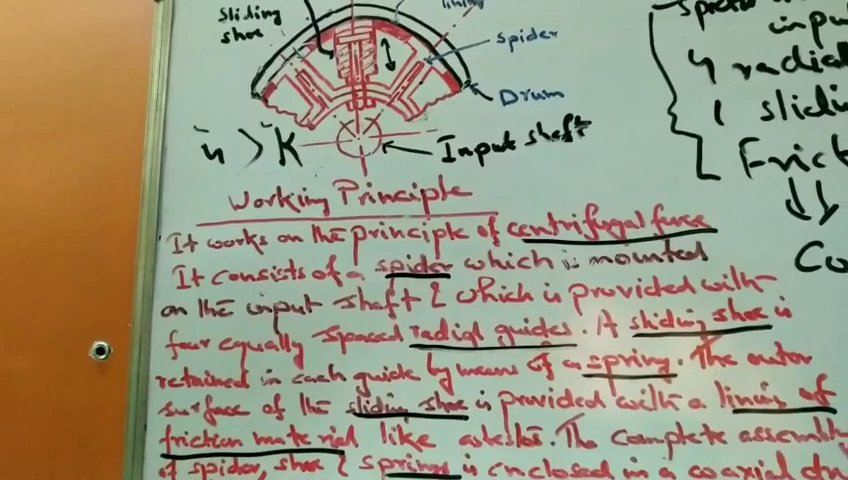 sliding
shoe
lining
spider
Drum
Input shaft
n > K
Working Principle
It works on the principle of centrifugal force
It consists of a spider which is mounted
on the input shaft & which is provided with
four equally spaced radial guides. A sliding shoe is
retained in each guide by means of a spring. The outer
surface of the sliding shoe is provided with a lining of
friction material like asbestos. The complete assembly
of spider, shoe & spring is enclosed in a coaxial
inpu
radial
slidin
Frict
Co